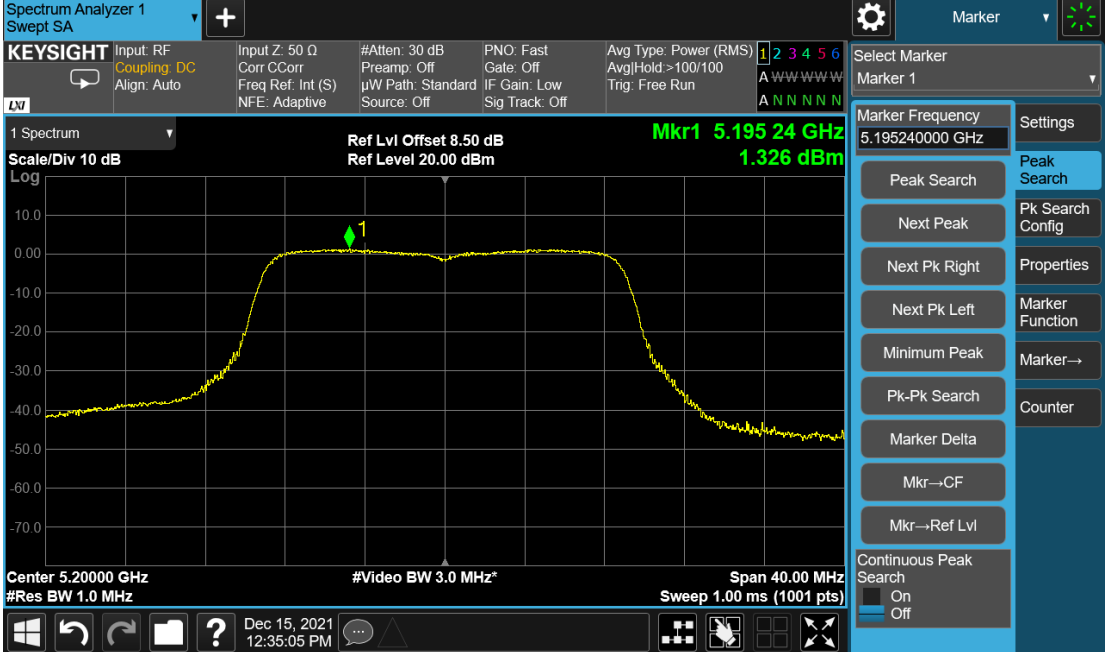 Spectrum Analyzer 1
Swept SA
+
Marker
KEYSIGHT
LXI
Input: RF
Coupling: DC
Align: Auto
Input Z: 50 Ω
Corr CCorr
Freq Ref: Int (S)
NFE: Adaptive
#Atten: 30 dB
Preamp: Off
µW Path: Standard
Source: Off
PNO: Fast
Gate: Off
IF Gain: Low
Sig Track: Off
Avg Type: Power (RMS)
Avg|Hold:>100/100
Trig: Free Run
1 2 3 4 5 6
A W W W W W
A N N N N N
1 Spectrum
Scale/Div 10 dB
Log
Ref Lvl Offset 8.50 dB
Ref Level 20.00 dBm
Mkr1 5.195 24 GHz
1.326 dBm
1
10.0
0.00
-10.0
-20.0
-30.0
-40.0
-50.0
-60.0
-70.0
Center 5.20000 GHz
#Res BW 1.0 MHz
#Video BW 3.0 MHz*
Span 40.00 MHz
Sweep 1.00 ms (1001 pts)
Select Marker
Marker 1
Marker Frequency
5.195240000 GHz
Peak Search
Next Peak
Next Pk Right
Next Pk Left
Minimum Peak
Pk-Pk Search
Marker Delta
Mkr→CF
Mkr→Ref Lvl
Continuous Peak
Search
On
Off
Settings
Peak
Search
Pk Search
Config
Properties
Marker
Function
Marker→
Counter
?
Dec 15, 2021
12:35:05 PM